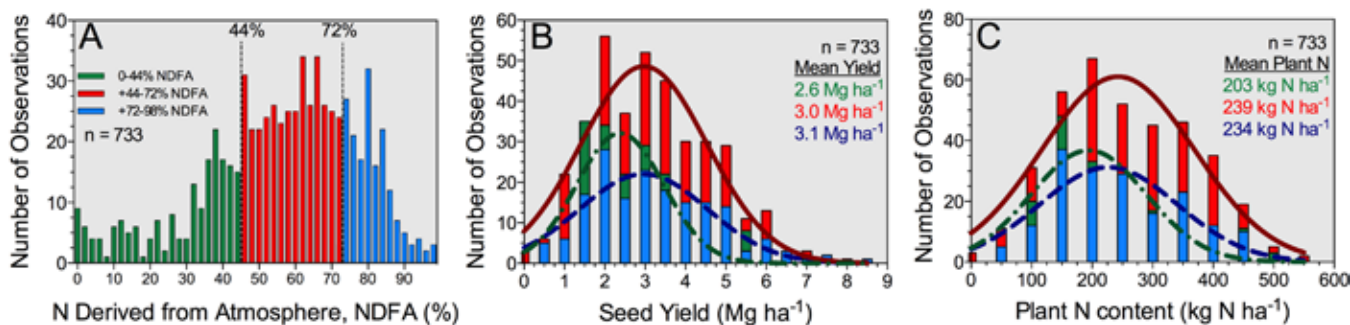 A
44%
72%
0-44% NDFA
+44-72% NDFA
+72-98% NDFA
n = 733
Number of Observations
40
30
20
10
0
0 10 20 30 40 50 60 70 80 90
N Derived from Atmosphere, NDFA (%)
B
n = 733
Mean Yield
2.6 Mg ha⁻¹
3.0 Mg ha⁻¹
3.1 Mg ha⁻¹
Number of Observations
60
50
40
30
20
10
0
0 1 2 3 4 5 6 7 8 9
Seed Yield (Mg ha⁻¹)
C
n = 733
Mean Plant N
203 kg N ha⁻¹
239 kg N ha⁻¹
234 kg N ha⁻¹
Number of Observations
80
60
40
20
0
0 100 200 300 400 500 600
Plant N content (kg N ha⁻¹)